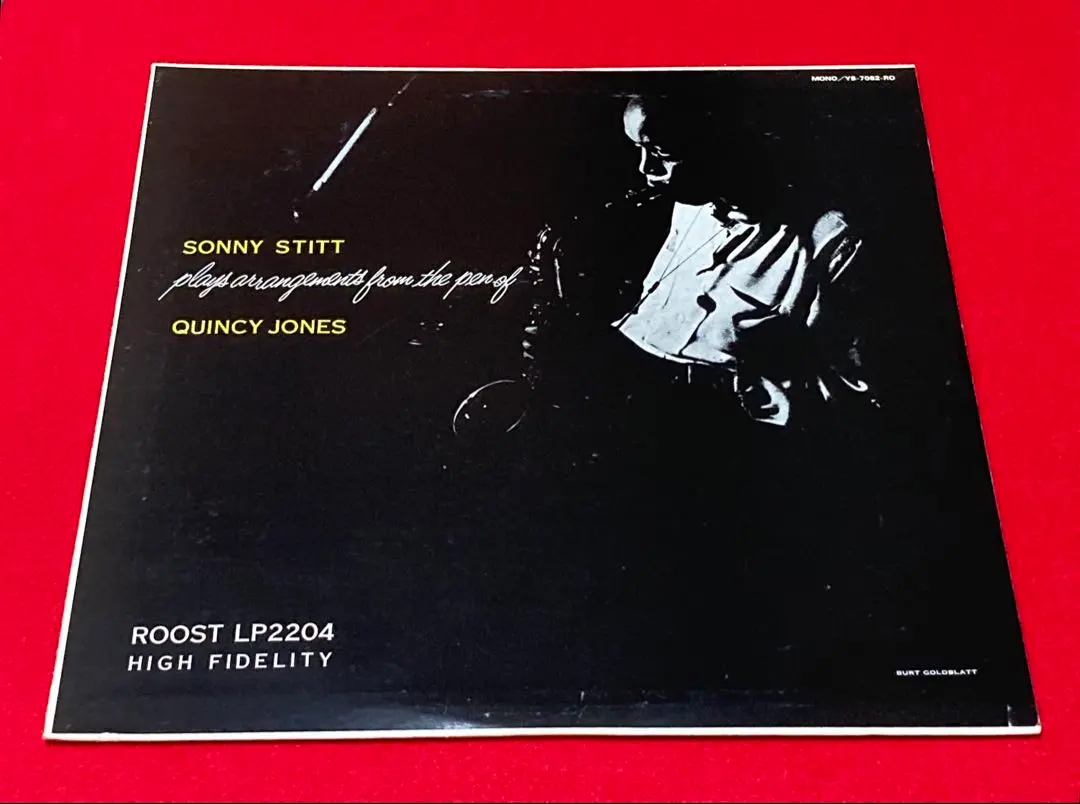 MONO/YS-7052-RO
SONNY STITT
plays arrangements from the pen of
QUINCY JONES
ROOST LP2204
HIGH FIDELITY
BURT GOLDBLATT